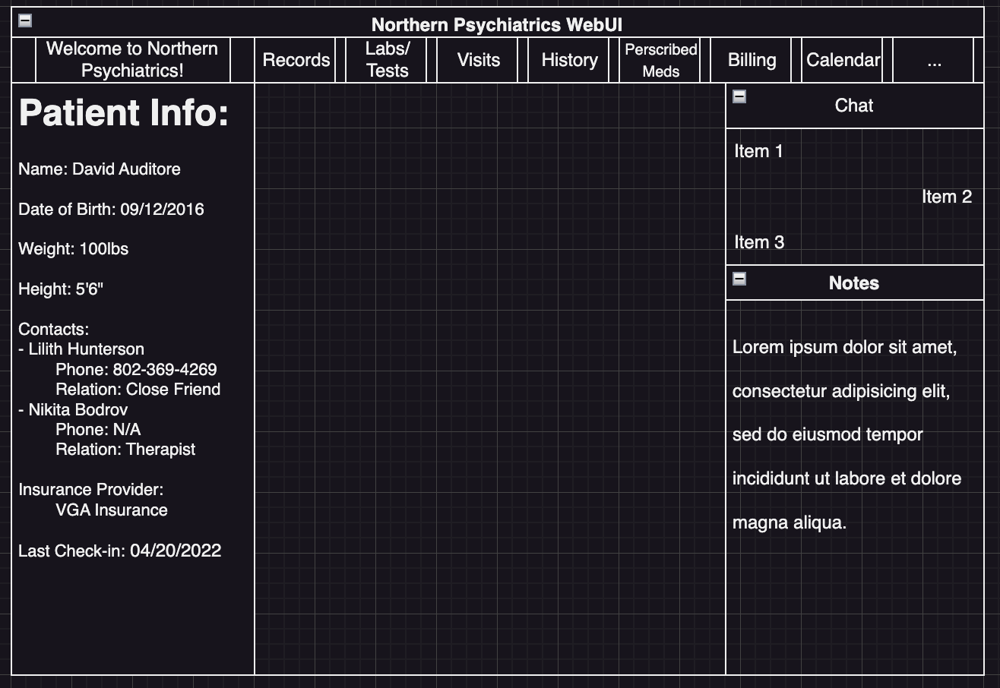 Northern Psychiatrics WebUI
Welcome to Northern
Psychiatrics!
Records
Labs/
Tests
Visits
History
Perscribed
Meds
Billing
Calendar
...
Patient Info:
Name: David Auditore
Date of Birth: 09/12/2016
Weight: 100lbs
Height: 5'6"
Contacts:
- Lilith Hunterson
Phone: 802-369-4269
Relation: Close Friend
- Nikita Bodrov
Phone: N/A
Relation: Therapist
Insurance Provider:
VGA Insurance
Last Check-in: 04/20/2022
Chat
Item 1
Item 2
Item 3
Notes
Lorem ipsum dolor sit amet,
consectetur adipisicing elit,
sed do eiusmod tempor
incididunt ut labore et dolore
magna aliqua.